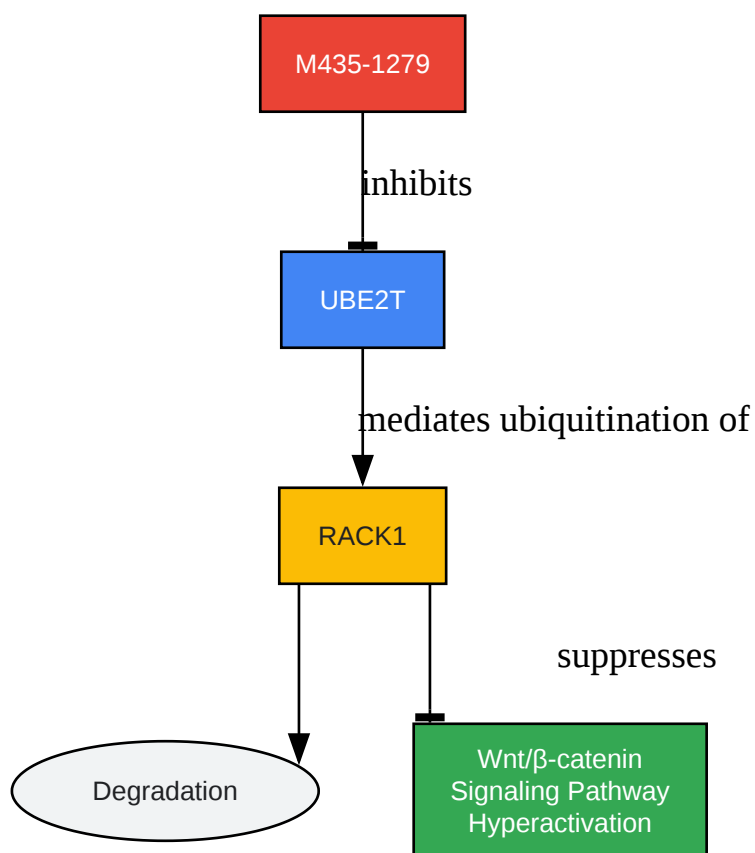 M435-1279
inhibits
UBE2T
mediates ubiquitination of
RACK1
suppresses
Degradation
Wnt/β-catenin
Signaling Pathway
Hyperactivation